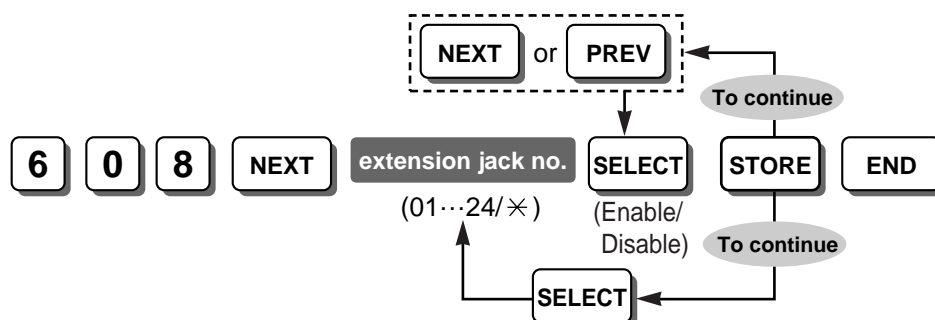 NEXT or PREV
To continue
6 0 8 NEXT extension jack no. SELECT STORE END
(01···24/✳) (Enable/
Disable) To continue
SELECT